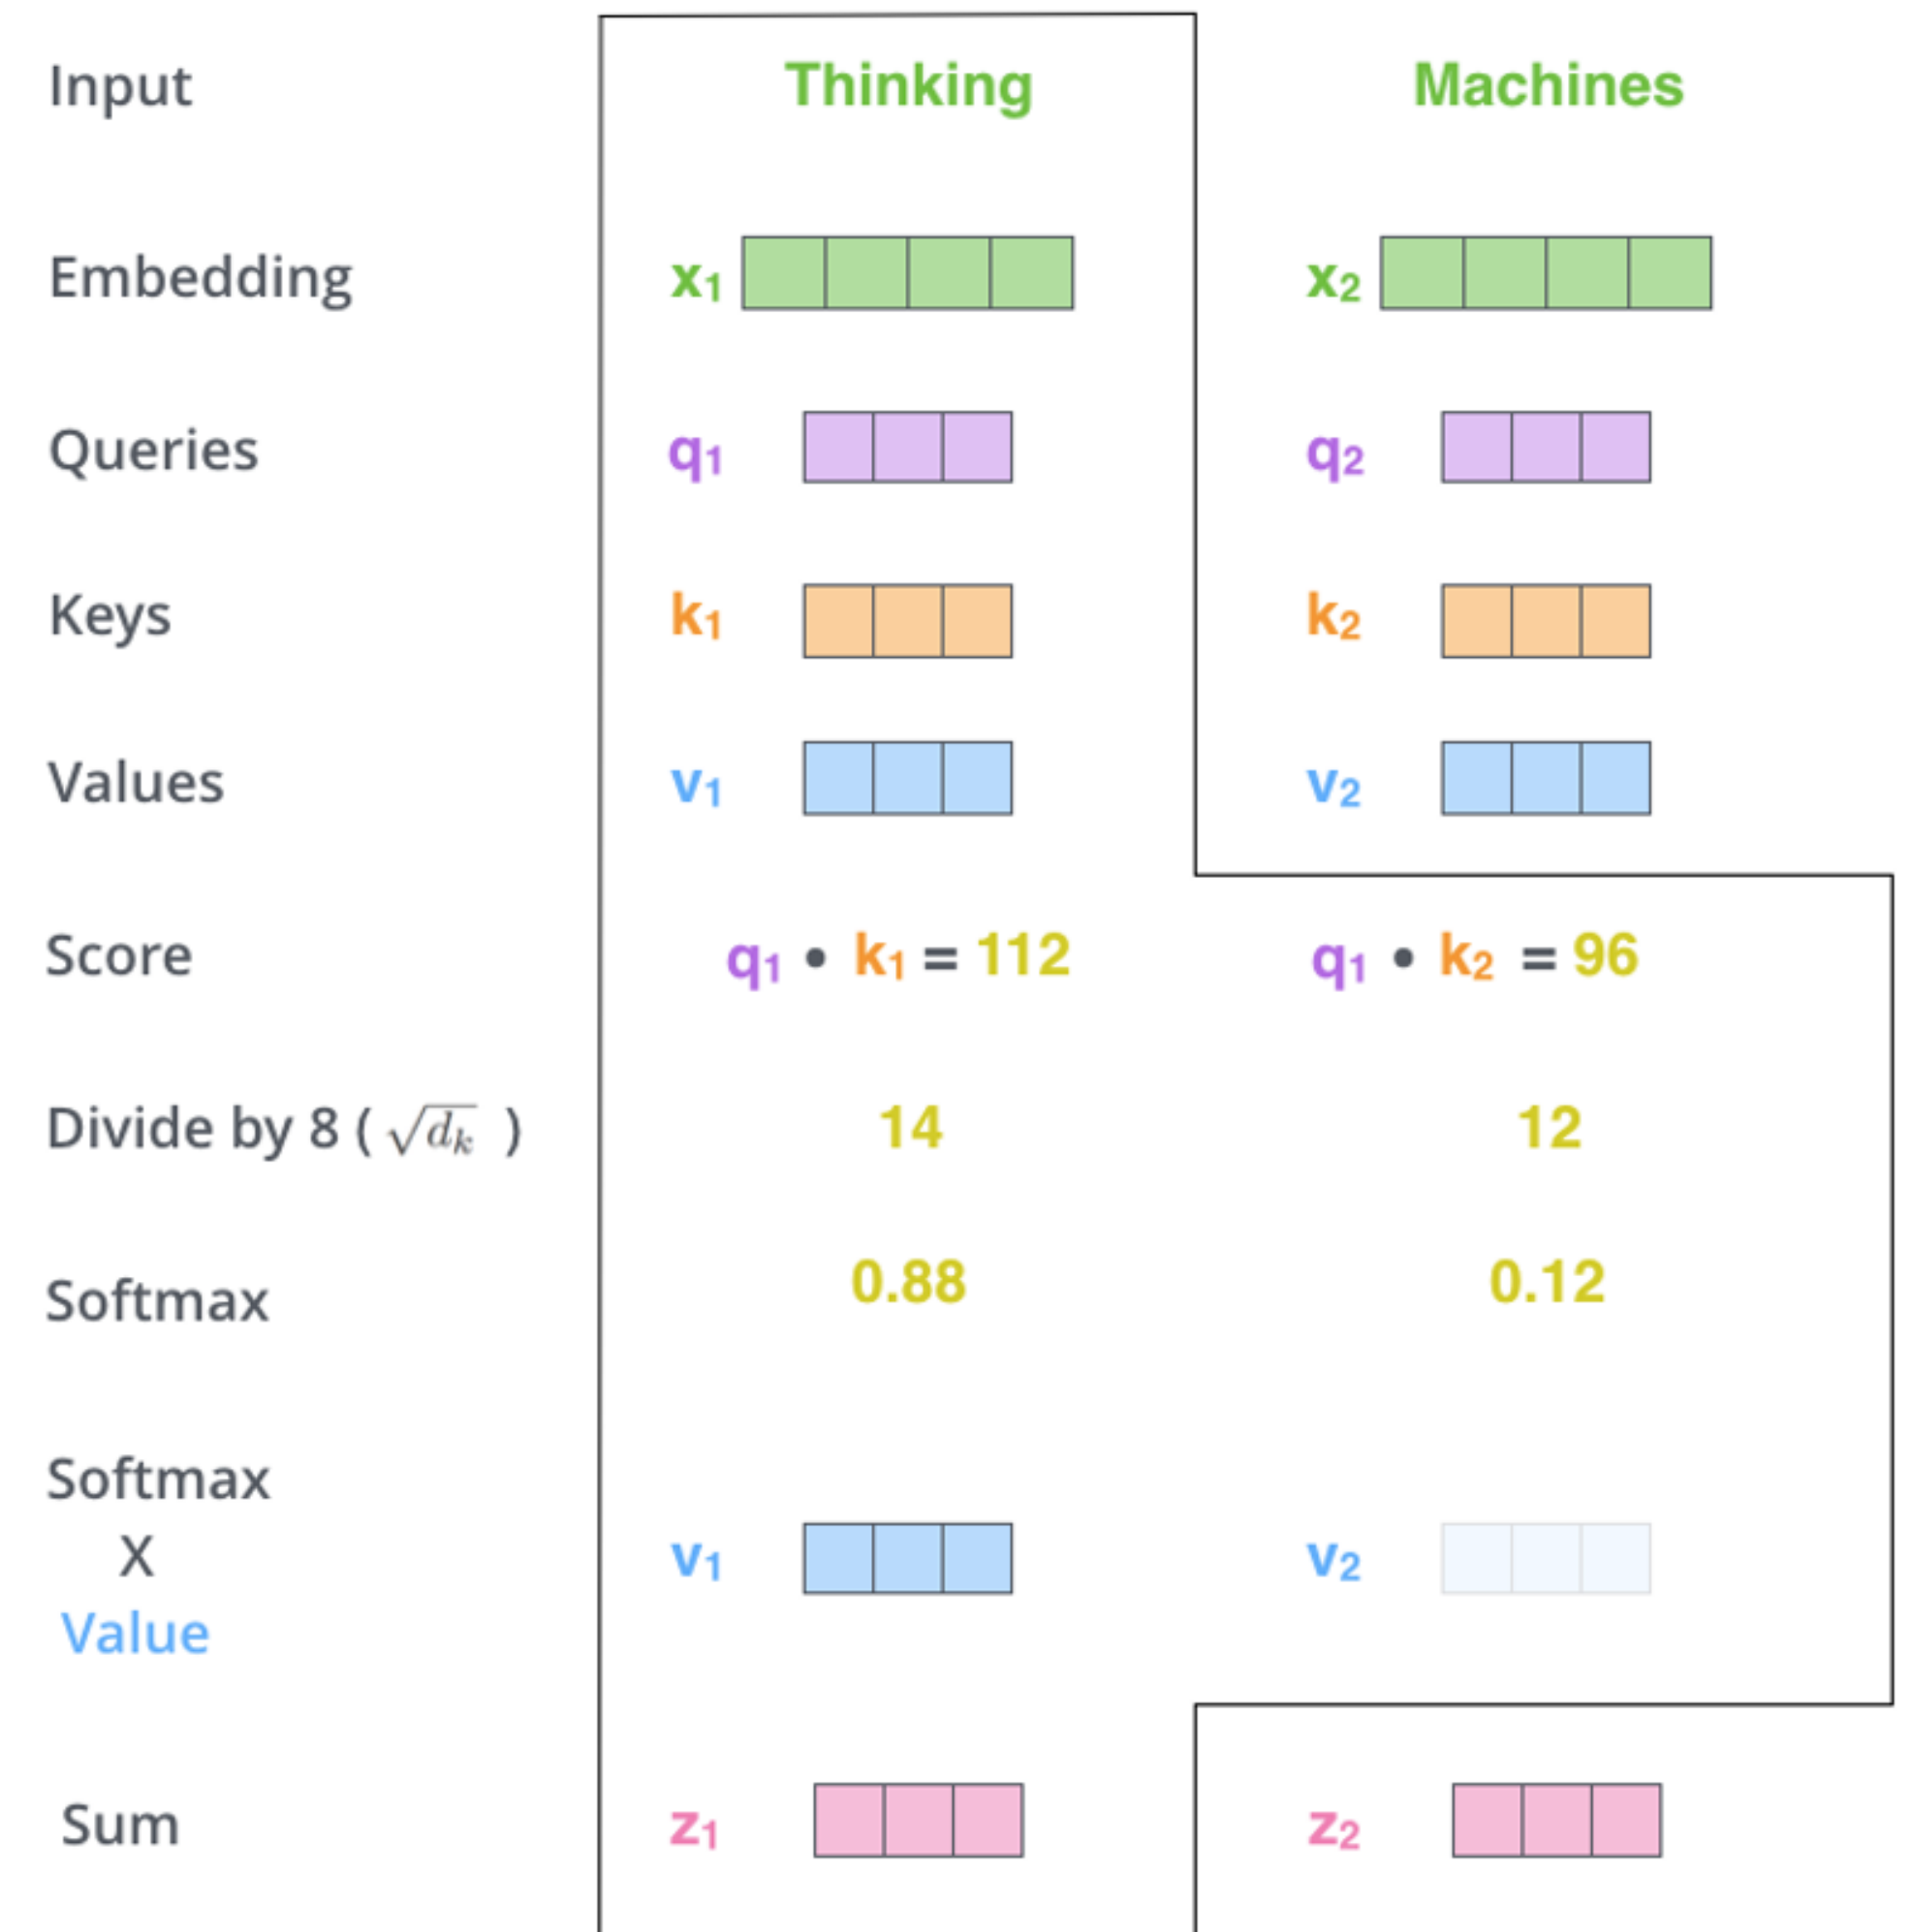 Input Thinking Machines
Embedding x1 x2
Queries q1 q2
Keys k1 k2
Values v1 v2
Score q1 • k1 = 112 q1 • k2 = 96
Divide by 8 ( √dk ) 14 12
Softmax 0.88 0.12
Softmax
X v1 v2
Value
Sum z1 z2